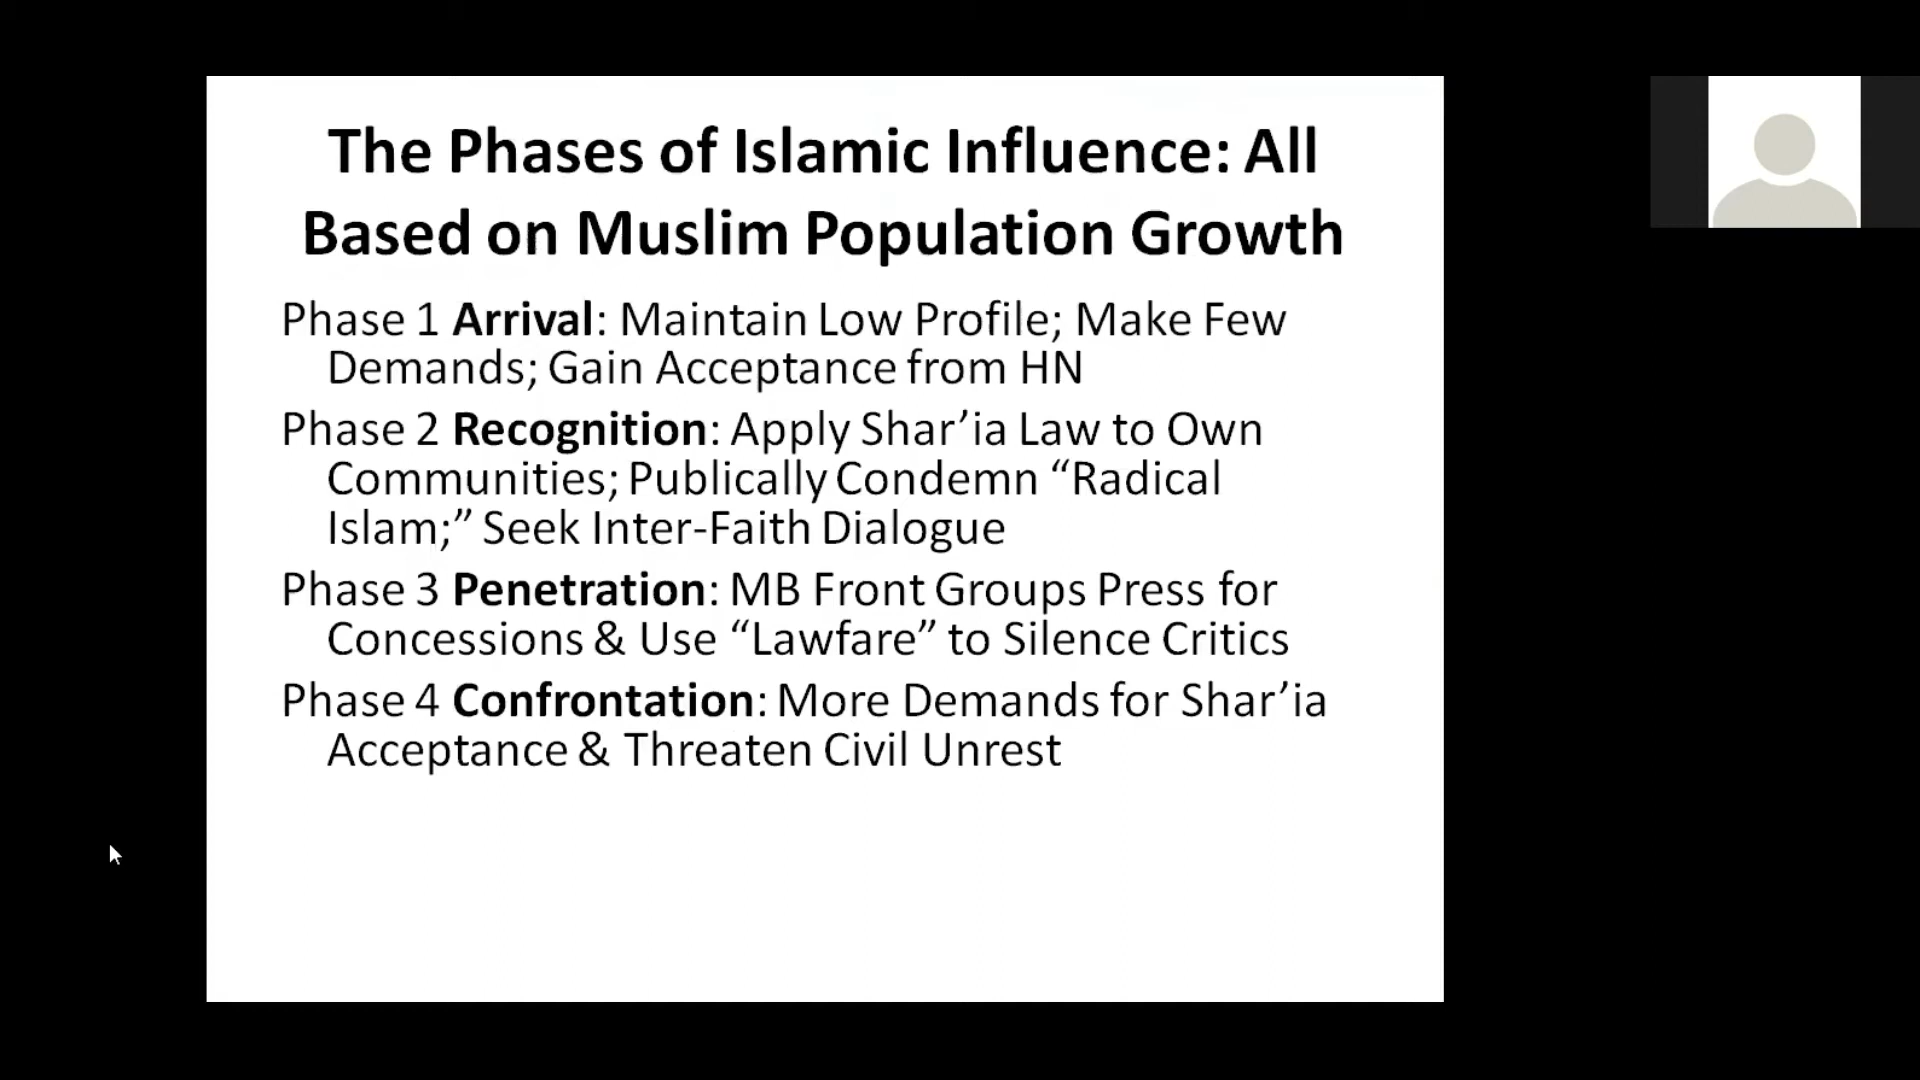 The Phases of Islamic Influence: All
Based on Muslim Population Growth
Phase 1 Arrival: Maintain Low Profile; Make Few
Demands; Gain Acceptance from HN
Phase 2 Recognition: Apply Shar’ia Law to Own
Communities; Publically Condemn “Radical
Islam;” Seek Inter-Faith Dialogue
Phase 3 Penetration: MB Front Groups Press for
Concessions & Use “Lawfare” to Silence Critics
Phase 4 Confrontation: More Demands for Shar’ia
Acceptance & Threaten Civil Unrest